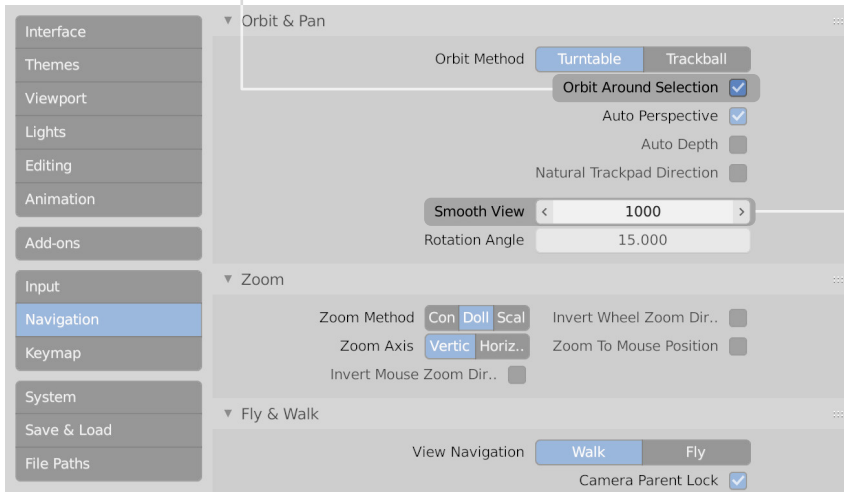 Interface
Themes
Viewport
Lights
Editing
Animation
Add-ons
Input
Navigation
Keymap
System
Save & Load
File Paths
Orbit & Pan
Orbit Method Turntable Trackball
Orbit Around Selection
Auto Perspective
Auto Depth
Natural Trackpad Direction
Smooth View < 1000 >
Rotation Angle 15.000
Zoom
Zoom Method Con Doll Scal Invert Wheel Zoom Dir..
Zoom Axis Vertic Horiz.. Zoom To Mouse Position
Invert Mouse Zoom Dir..
Fly & Walk
View Navigation Walk Fly
Camera Parent Lock